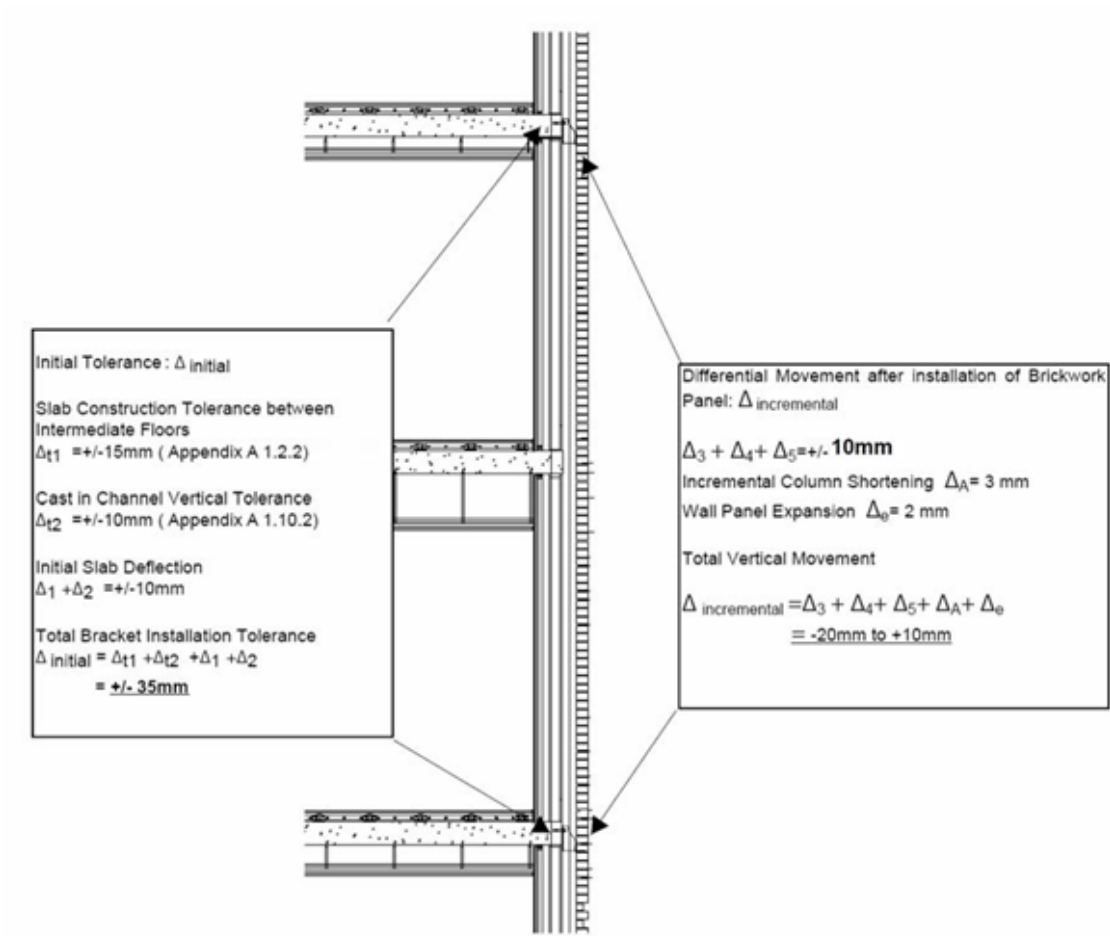 Initial Tolerance : Δ initial
Slab Construction Tolerance between
Intermediate Floors
Δt1 =+/-15mm ( Appendix A 1.2.2)
Cast in Channel Vertical Tolerance
Δt2 =+/-10mm ( Appendix A 1.10.2)
Initial Slab Deflection
Δ1 +Δ2 =+/-10mm
Total Bracket Installation Tolerance
Δ initial = Δt1 +Δt2 +Δ1 +Δ2
= +/- 35mm
Differential Movement after installation of Brickwork
Panel: Δ incremental
Δ3 + Δ4+ Δ5=+/- 10mm
Incremental Column Shortening ΔA= 3 mm
Wall Panel Expansion Δe= 2 mm
Total Vertical Movement
Δ incremental =Δ3 + Δ4+ Δ5+ ΔA+ Δe
= -20mm to +10mm